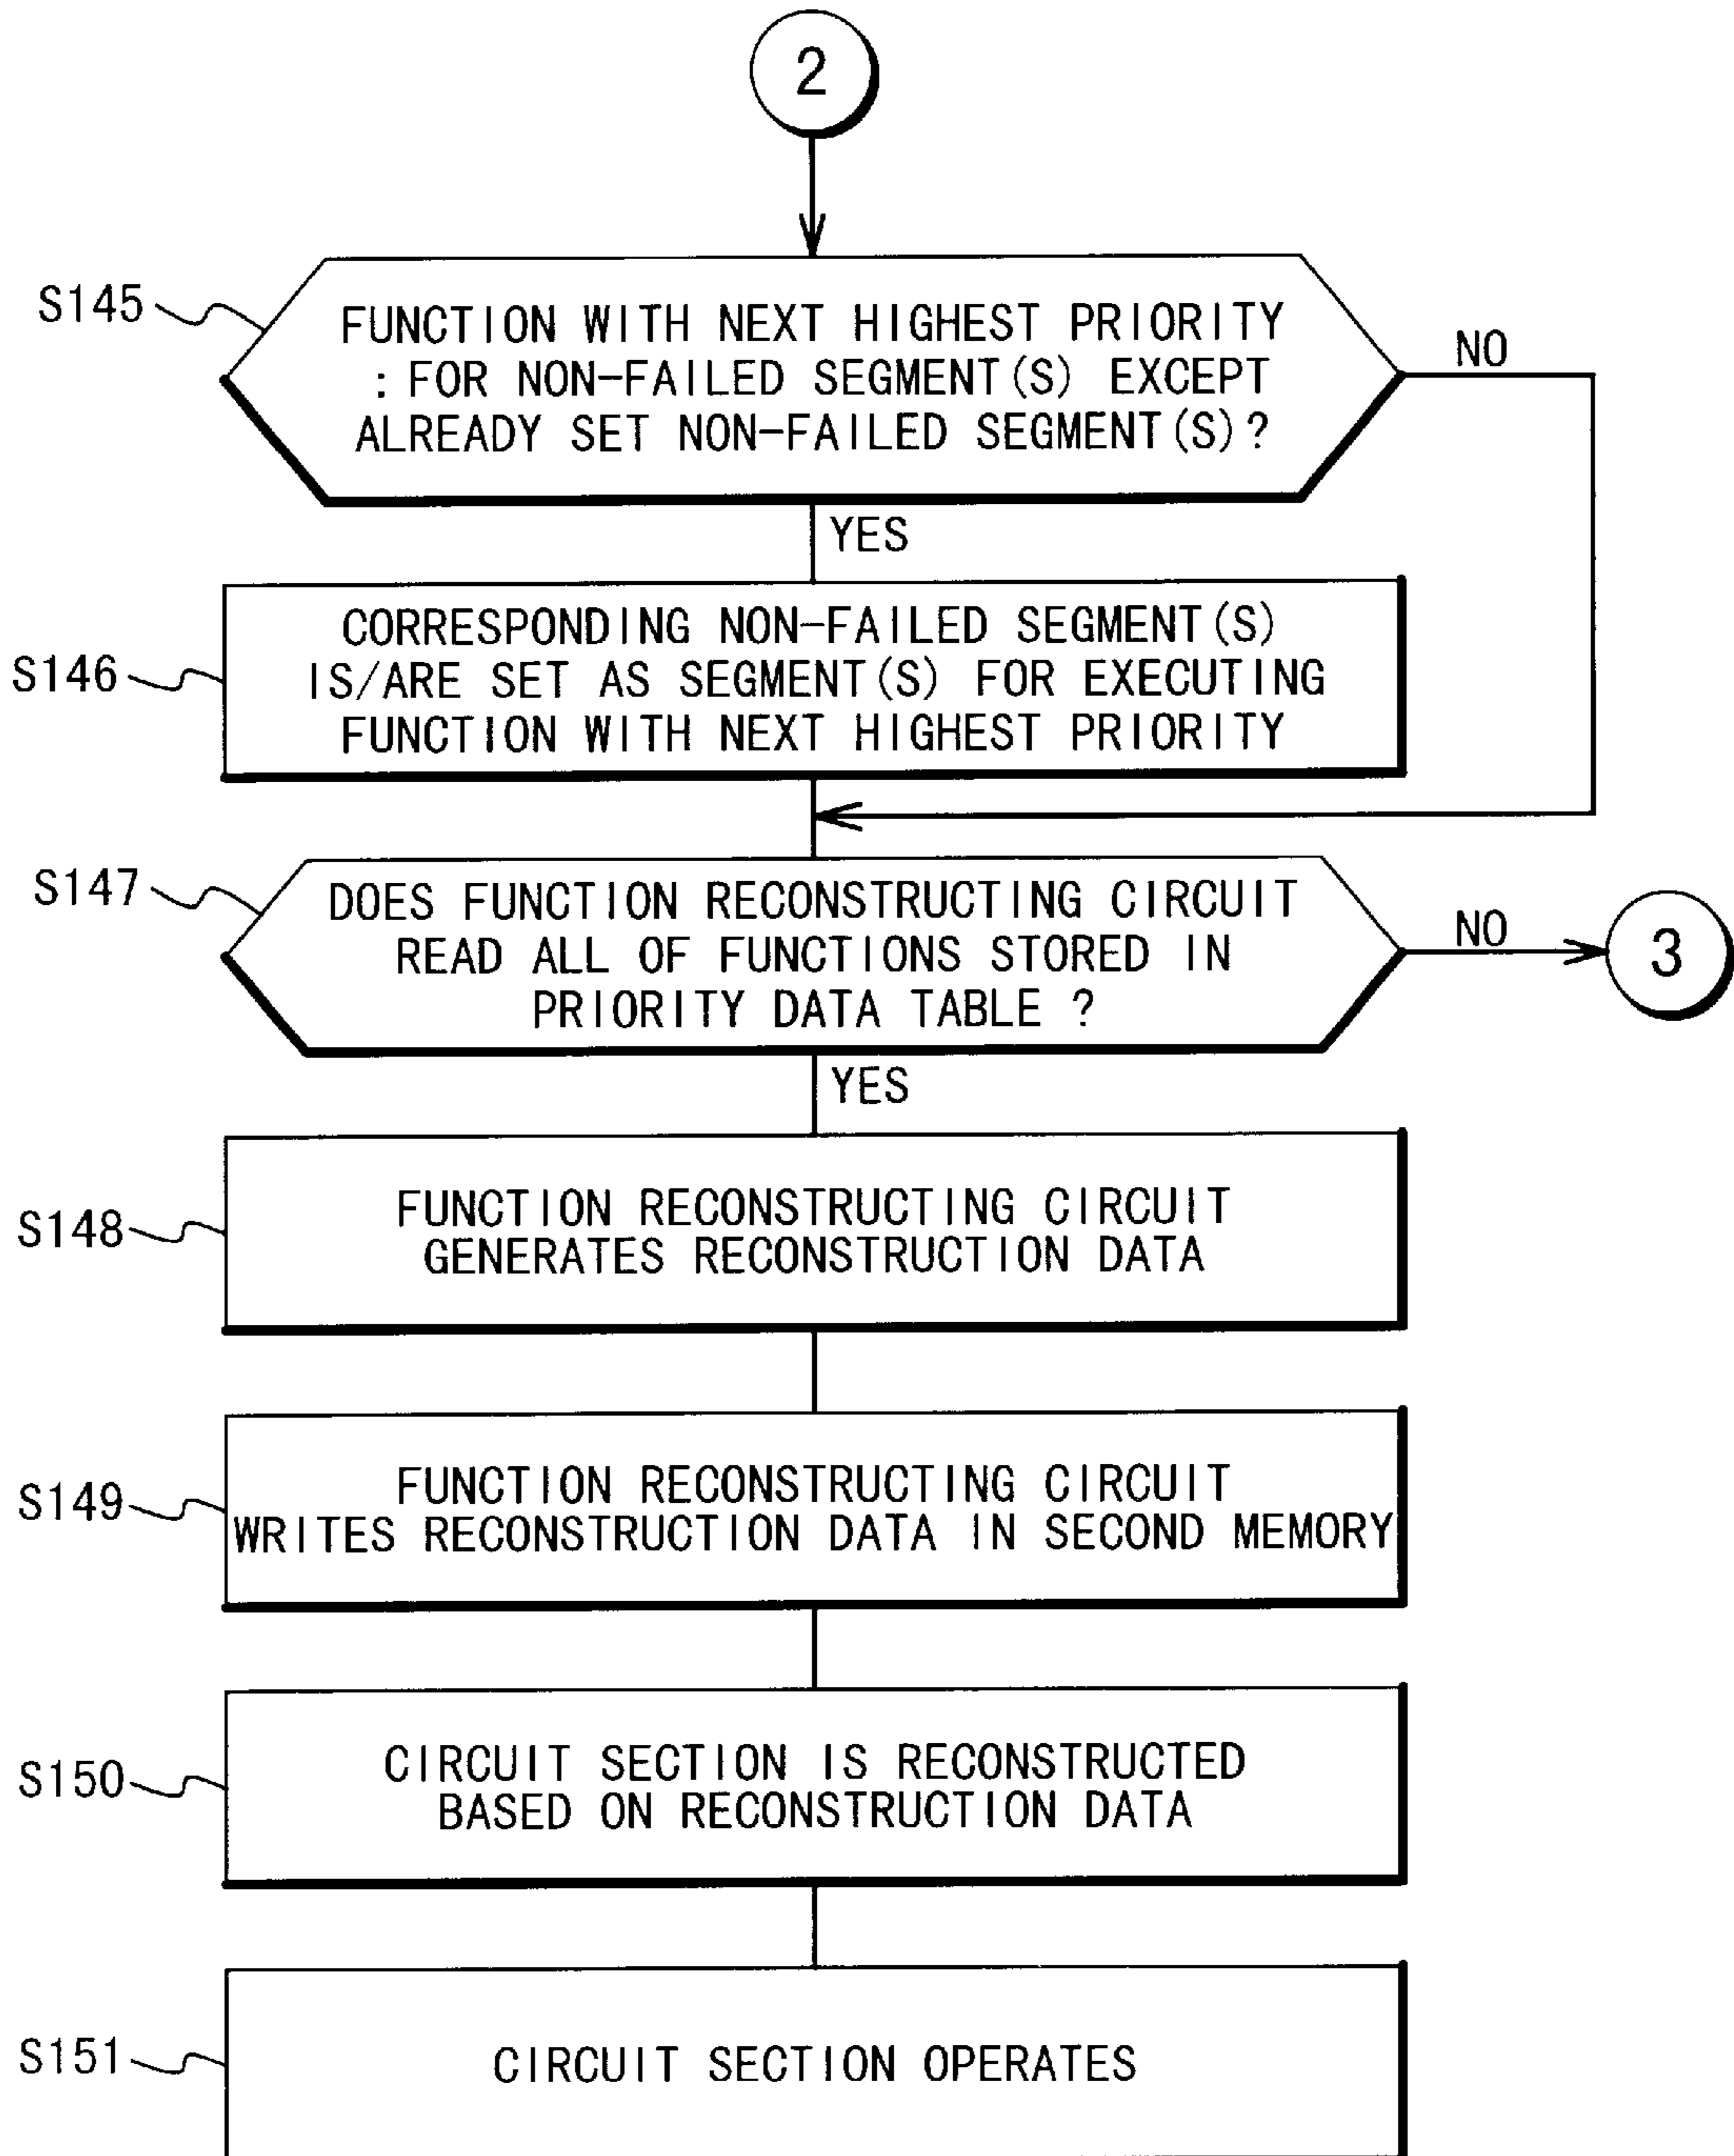 2
S145
FUNCTION WITH NEXT HIGHEST PRIORITY
: FOR NON-FAILED SEGMENT(S) EXCEPT
ALREADY SET NON-FAILED SEGMENT(S)?
NO
YES
S146
CORRESPONDING NON-FAILED SEGMENT(S)
IS/ARE SET AS SEGMENT(S) FOR EXECUTING
FUNCTION WITH NEXT HIGHEST PRIORITY
S147
DOES FUNCTION RECONSTRUCTING CIRCUIT
READ ALL OF FUNCTIONS STORED IN
PRIORITY DATA TABLE ?
NO
3
YES
S148
FUNCTION RECONSTRUCTING CIRCUIT
GENERATES RECONSTRUCTION DATA
S149
FUNCTION RECONSTRUCTING CIRCUIT
WRITES RECONSTRUCTION DATA IN SECOND MEMORY
S150
CIRCUIT SECTION IS RECONSTRUCTED
BASED ON RECONSTRUCTION DATA
S151
CIRCUIT SECTION OPERATES